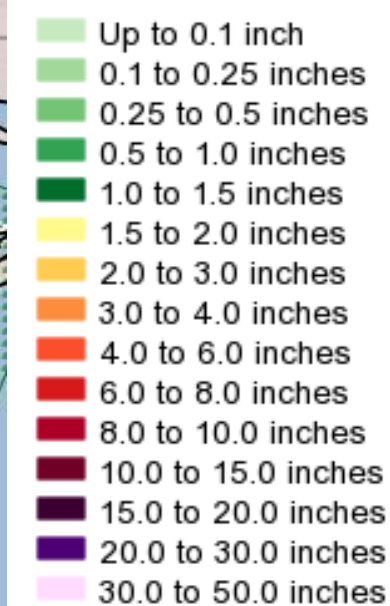 Up to 0.1 inch
0.1 to 0.25 inches
0.25 to 0.5 inches
0.5 to 1.0 inches
1.0 to 1.5 inches
1.5 to 2.0 inches
2.0 to 3.0 inches
3.0 to 4.0 inches
4.0 to 6.0 inches
6.0 to 8.0 inches
8.0 to 10.0 inches
10.0 to 15.0 inches
15.0 to 20.0 inches
20.0 to 30.0 inches
30.0 to 50.0 inches